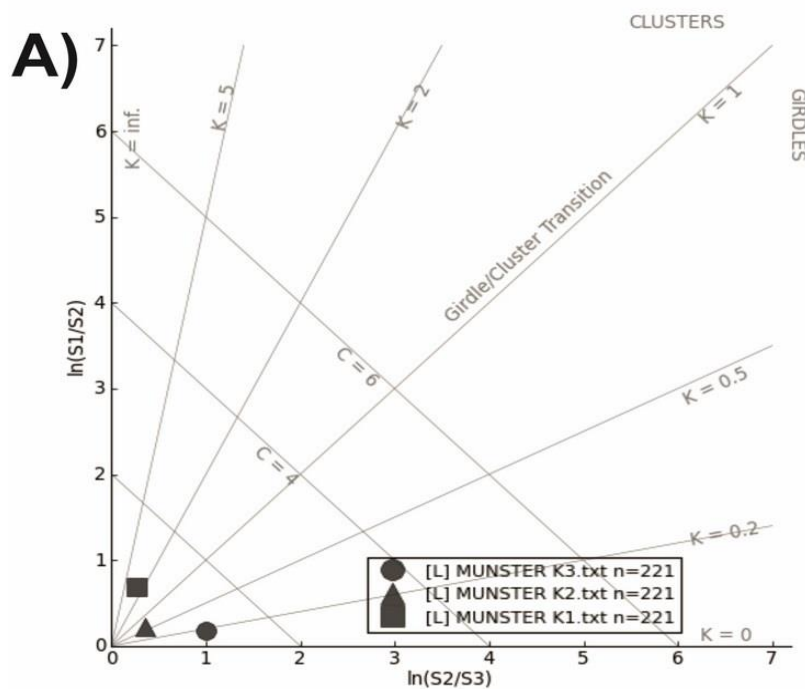 A)
CLUSTERS
GIRDLES
7
6
5
4
3
2
1
0
ln(S1/S2)
K = inf.
K = 5
K = 2
K = 1
Girdle/Cluster Transition
C = 6
C = 4
K = 0.5
K = 0.2
K = 0
[L] MUNSTER K3.txt n=221
[L] MUNSTER K2.txt n=221
[L] MUNSTER K1.txt n=221
0 1 2 3 4 5 6 7
ln(S2/S3)